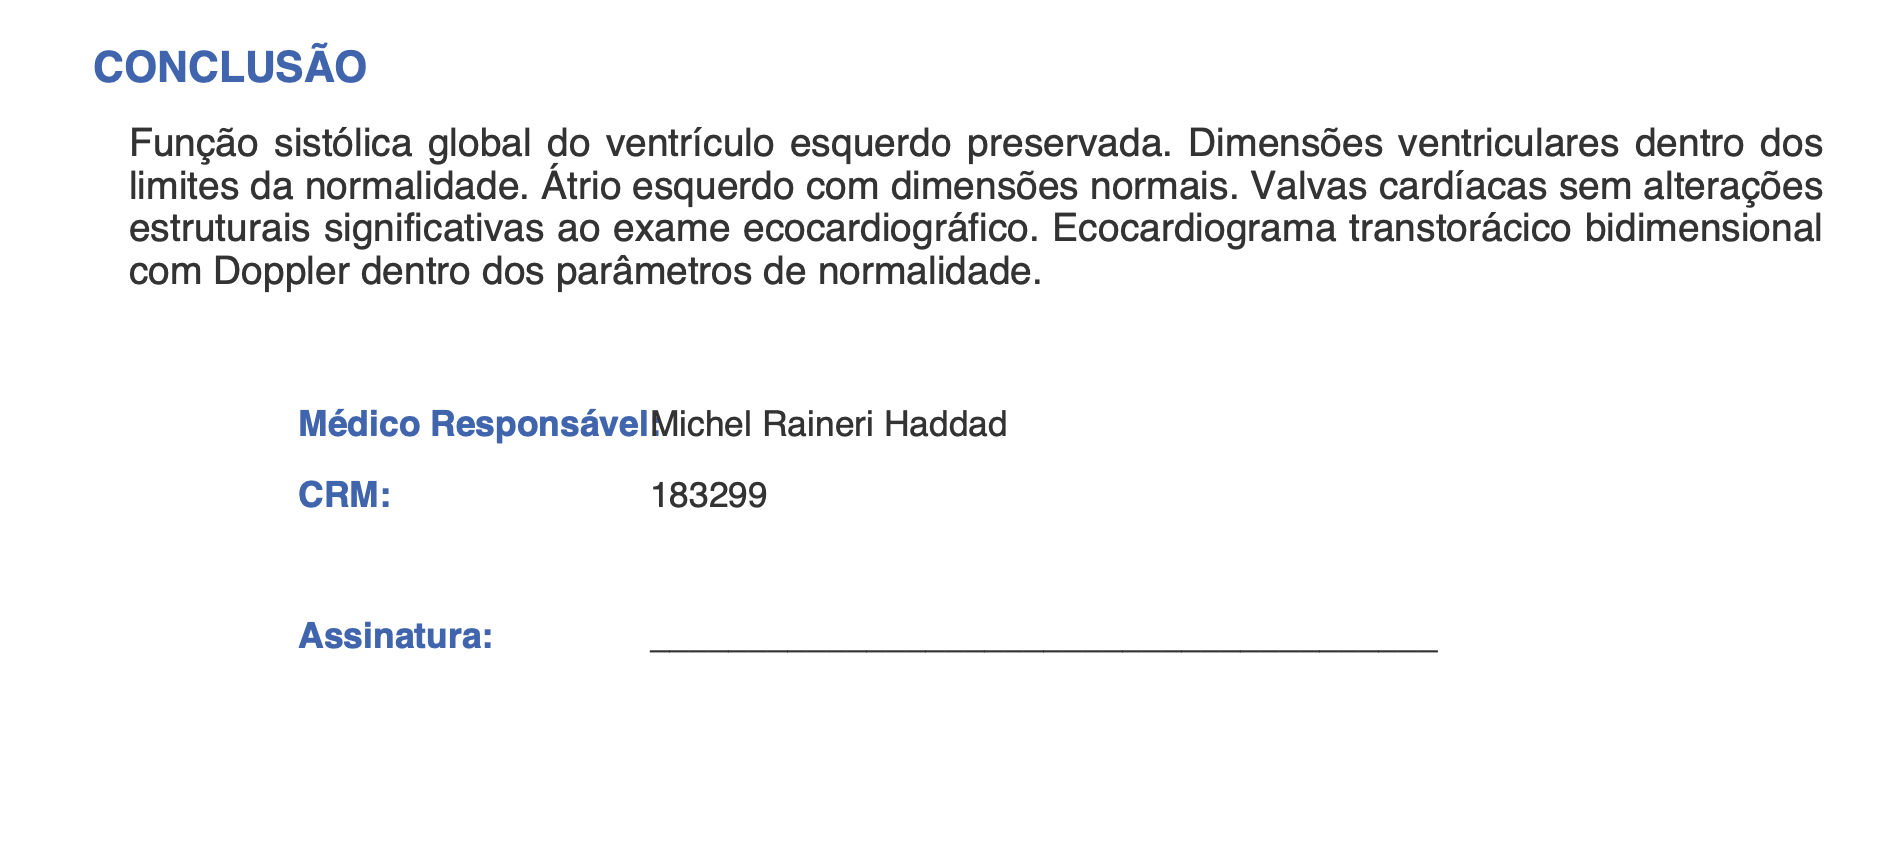 CONCLUSÃO
Função sistólica global do ventrículo esquerdo preservada. Dimensões ventriculares dentro dos
limites da normalidade. Átrio esquerdo com dimensões normais. Valvas cardíacas sem alterações
estruturais significativas ao exame ecocardiográfico. Ecocardiograma transtorácico bidimensional
com Doppler dentro dos parâmetros de normalidade.
Médico Responsável: Michel Raineri Haddad
CRM: 183299
Assinatura: ________________________________________